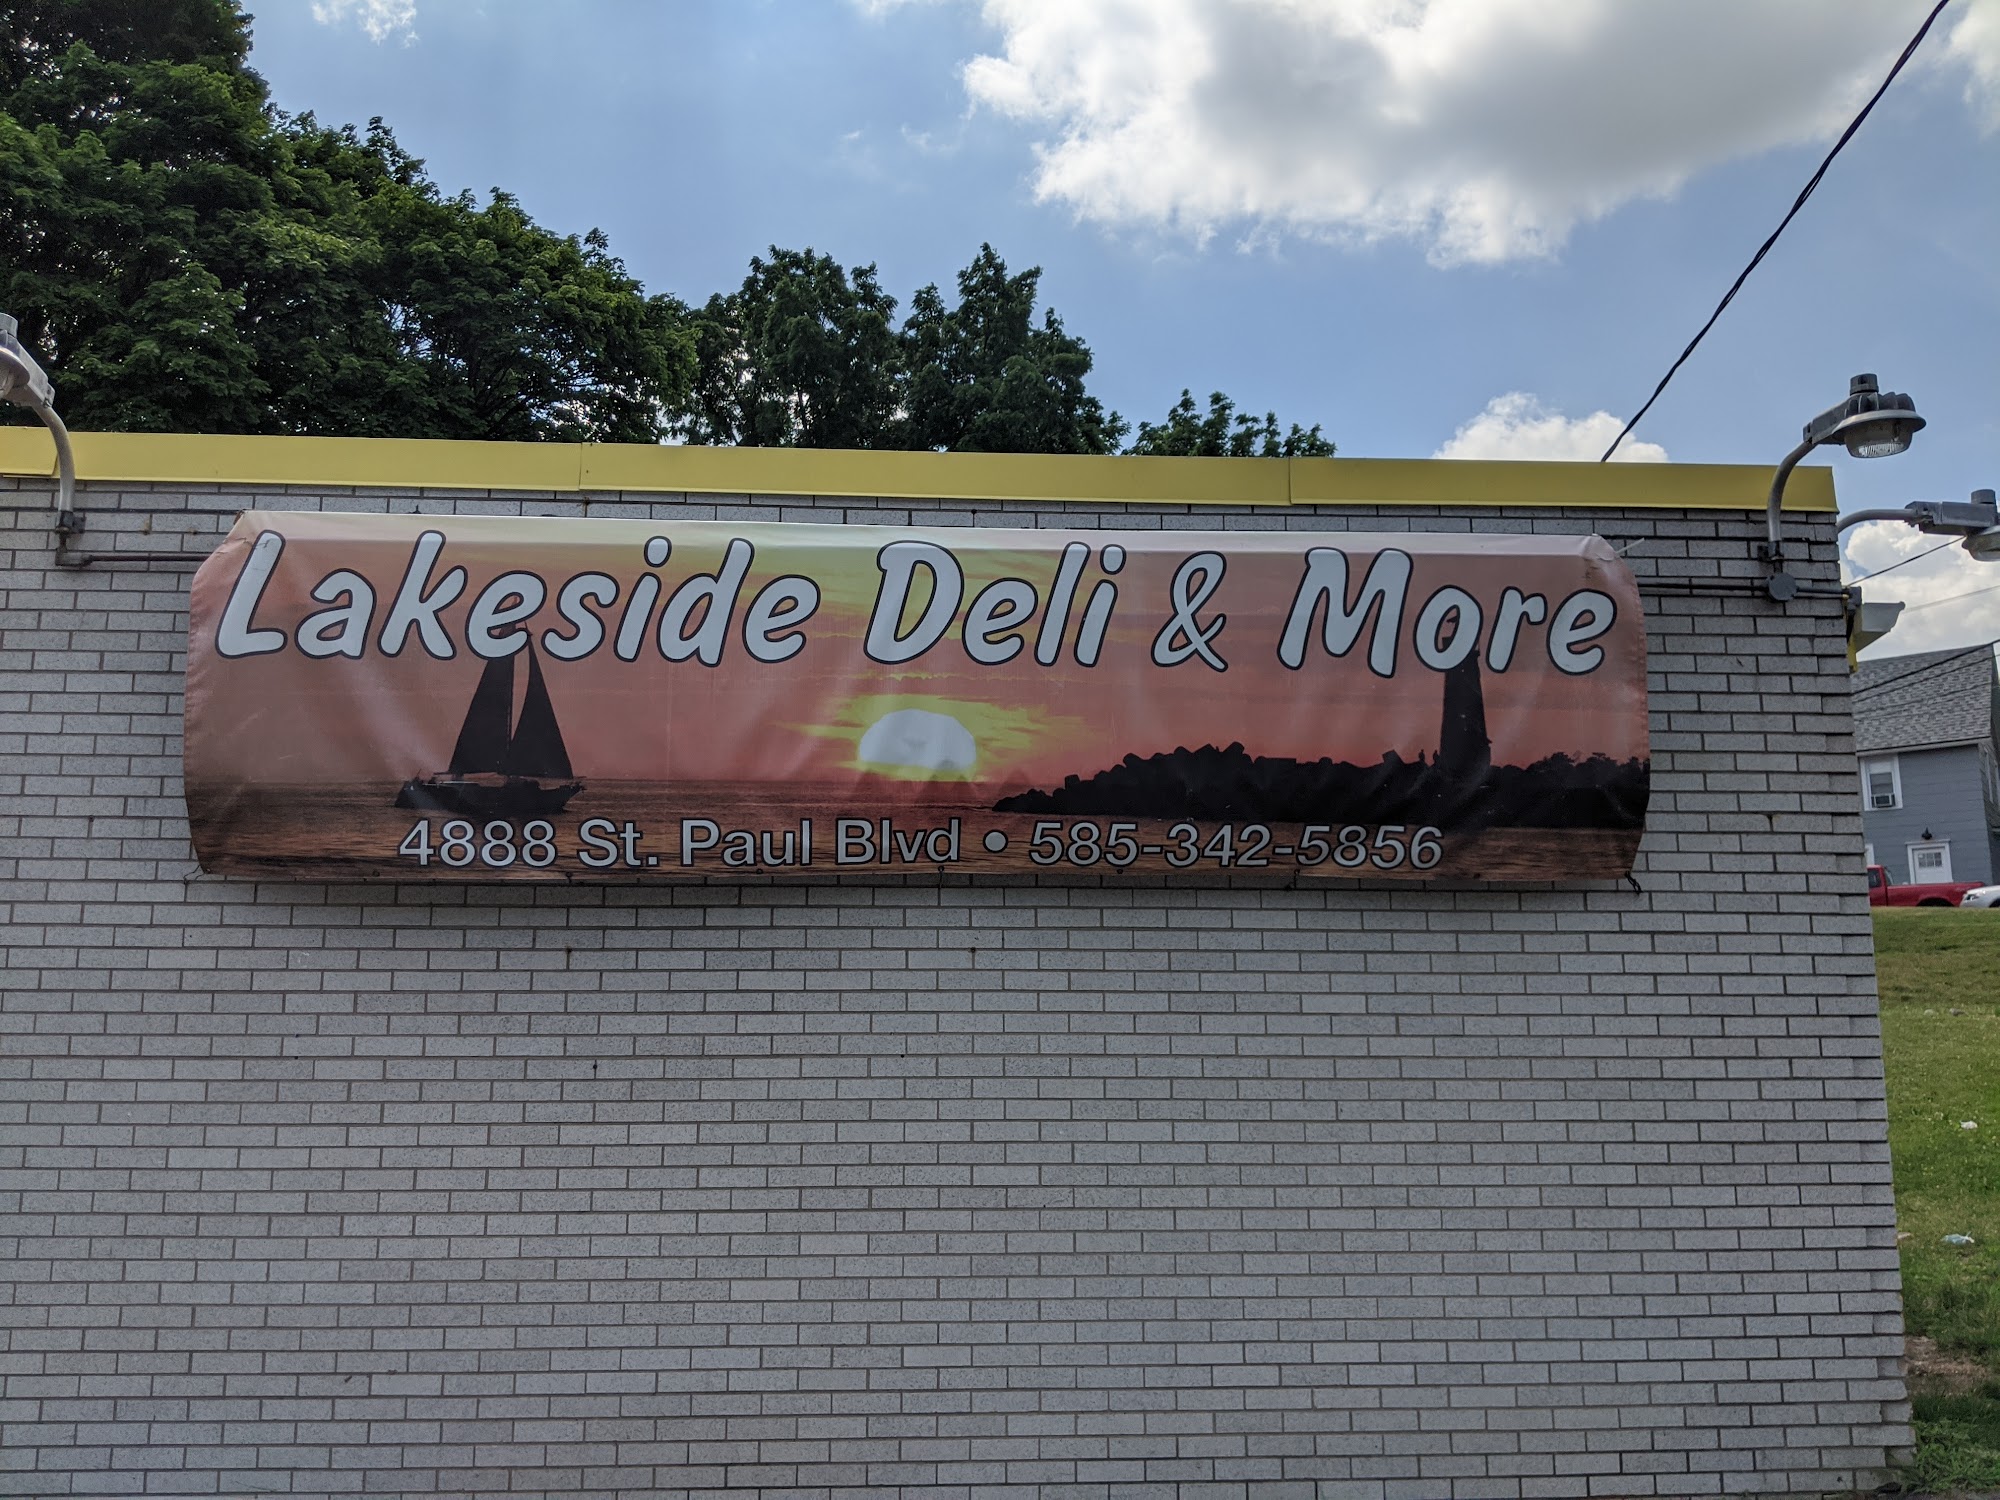 Lakeside Deli & More
4888 St. Paul Blvd • 585-342-5856